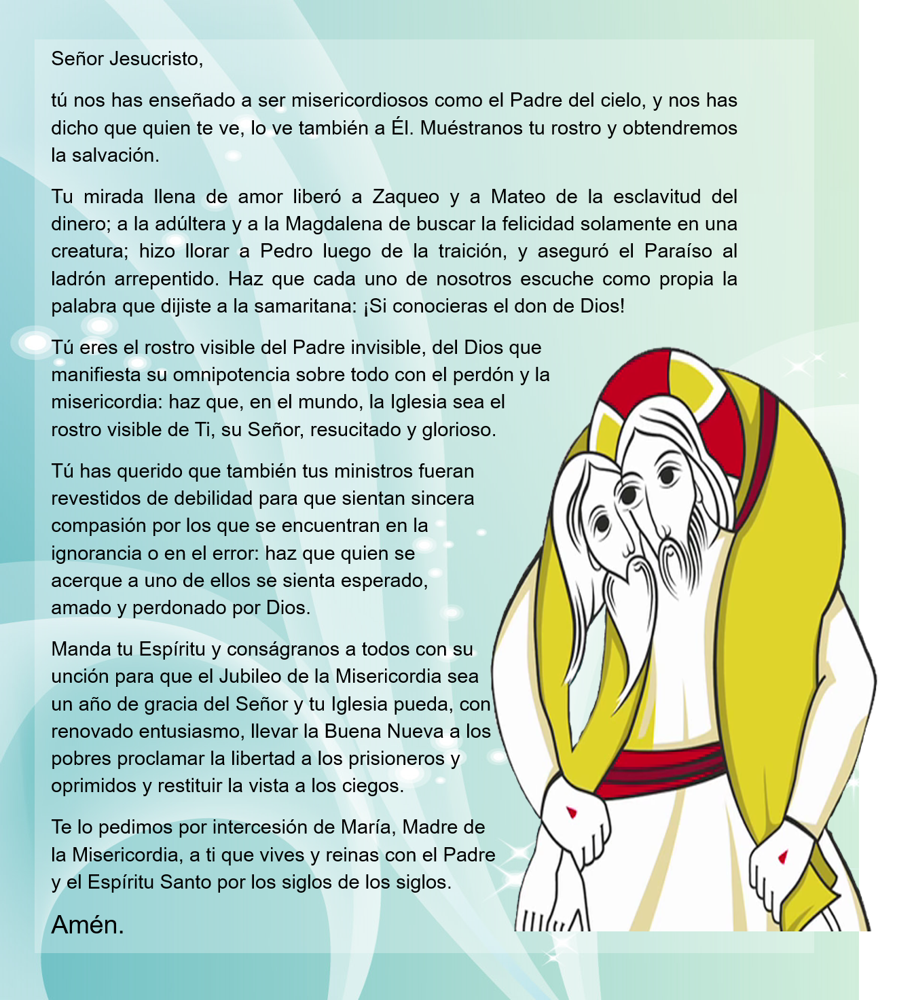 Señor Jesucristo,
tú nos has enseñado a ser misericordiosos como el Padre del cielo, y nos has
dicho que quien te ve, lo ve también a Él. Muéstranos tu rostro y obtendremos
la salvación.
Tu mirada llena de amor liberó a Zaqueo y a Mateo de la esclavitud del
dinero; a la adúltera y a la Magdalena de buscar la felicidad solamente en una
creatura; hizo llorar a Pedro luego de la traición, y aseguró el Paraíso al
ladrón arrepentido. Haz que cada uno de nosotros escuche como propia la
palabra que dijiste a la samaritana: ¡Si conocieras el don de Dios!
Tú eres el rostro visible del Padre invisible, del Dios que
manifiesta su omnipotencia sobre todo con el perdón y la
misericordia: haz que, en el mundo, la Iglesia sea el
rostro visible de Ti, su Señor, resucitado y glorioso.
Tú has querido que también tus ministros fueran
revestidos de debilidad para que sientan sincera
compasión por los que se encuentran en la
ignorancia o en el error: haz que quien se
acerque a uno de ellos se sienta esperado,
amado y perdonado por Dios.
Manda tu Espíritu y conságranos a todos con su
unción para que el Jubileo de la Misericordia sea
un año de gracia del Señor y tu Iglesia pueda, con
renovado entusiasmo, llevar la Buena Nueva a los
pobres proclamar la libertad a los prisioneros y
oprimidos y restituir la vista a los ciegos.
Te lo pedimos por intercesión de María, Madre de
la Misericordia, a ti que vives y reinas con el Padre
y el Espíritu Santo por los siglos de los siglos.
Amén.